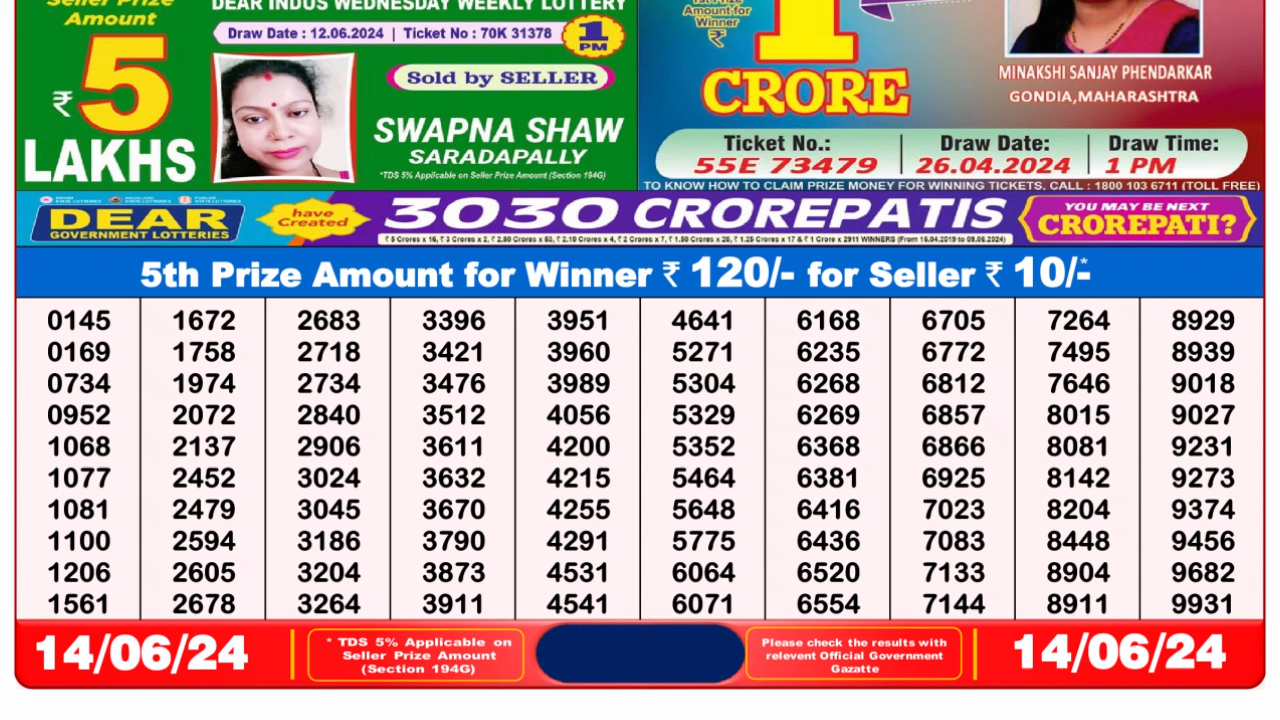 Seller Prize
Amount
₹ 5
LAKHS
DEAR INDUS WEDNESDAY WEEKLY LOTTERY
Draw Date : 12.06.2024 | Ticket No : 70K 31378
1
PM
Sold by SELLER
SWAPNA SHAW
SARADAPALLY
*TDS 5% Applicable on Seller Prize Amount (Section 194G)
Amount for
Winner
₹
1
CRORE
MINAKSHI SANJAY PHENDARKAR
GONDIA,MAHARASHTRA
Ticket No.: Draw Date: Draw Time:
55E 73479 26.04.2024 1 PM
TO KNOW HOW TO CLAIM PRIZE MONEY FOR WINNING TICKETS, CALL : 1800 103 6711 (TOLL FREE)
DEAR
GOVERNMENT LOTTERIES
have
Created
3030 CROREPATIS
YOU MAY BE NEXT
CROREPATI?
5th Prize Amount for Winner ₹ 120/- for Seller ₹ 10/-*
0145 1672 2683 3396 3951 4641 6168 6705 7264 8929
0169 1758 2718 3421 3960 5271 6235 6772 7495 8939
0734 1974 2734 3476 3989 5304 6268 6812 7646 9018
0952 2072 2840 3512 4056 5329 6269 6857 8015 9027
1068 2137 2906 3611 4200 5352 6368 6866 8081 9231
1077 2452 3024 3632 4215 5464 6381 6925 8142 9273
1081 2479 3045 3670 4255 5648 6416 7023 8204 9374
1100 2594 3186 3790 4291 5775 6436 7083 8448 9456
1206 2605 3204 3873 4531 6064 6520 7133 8904 9682
1561 2678 3264 3911 4541 6071 6554 7144 8911 9931
14/06/24
* TDS 5% Applicable on
Seller Prize Amount
(Section 194G)
Please check the results with
relevent Official Government
Gazatte
14/06/24